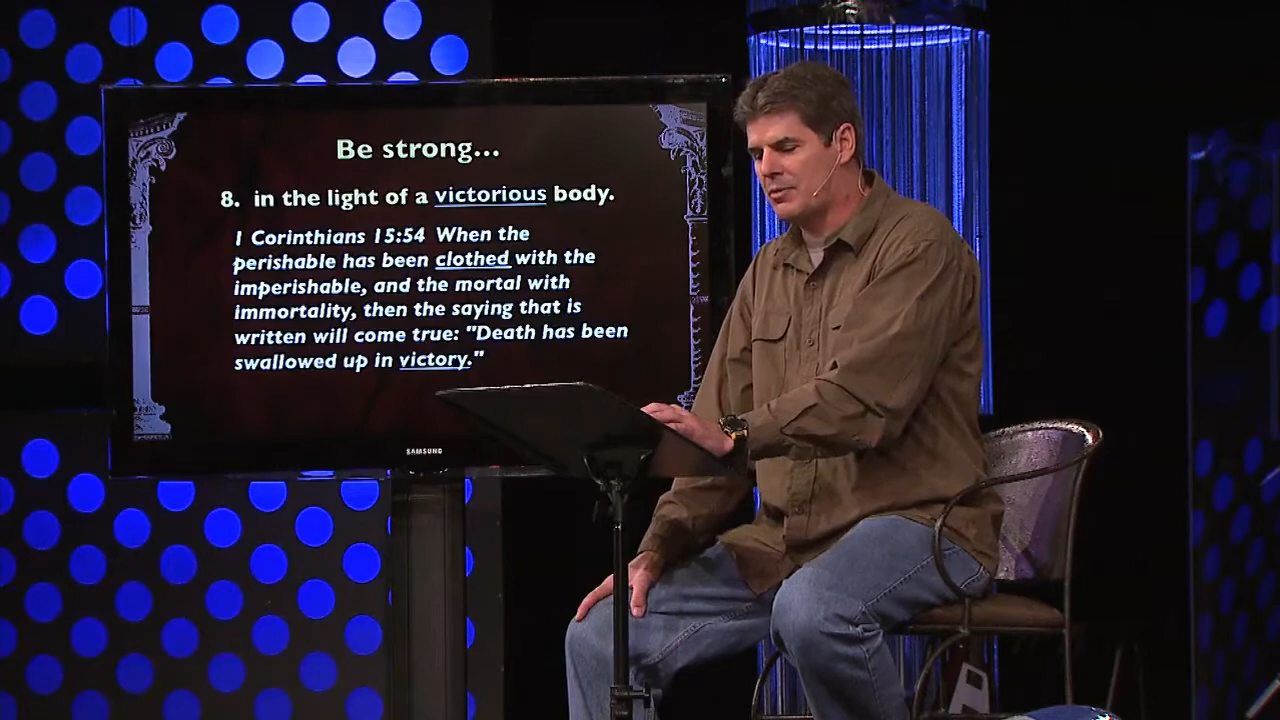 Be strong...
8. in the light of a victorious body.
1 Corinthians 15:54 When the
perishable has been clothed with the
imperishable, and the mortal with
immortality, then the saying that is
written will come true: "Death has been
swallowed up in victory."
SAMSUNG